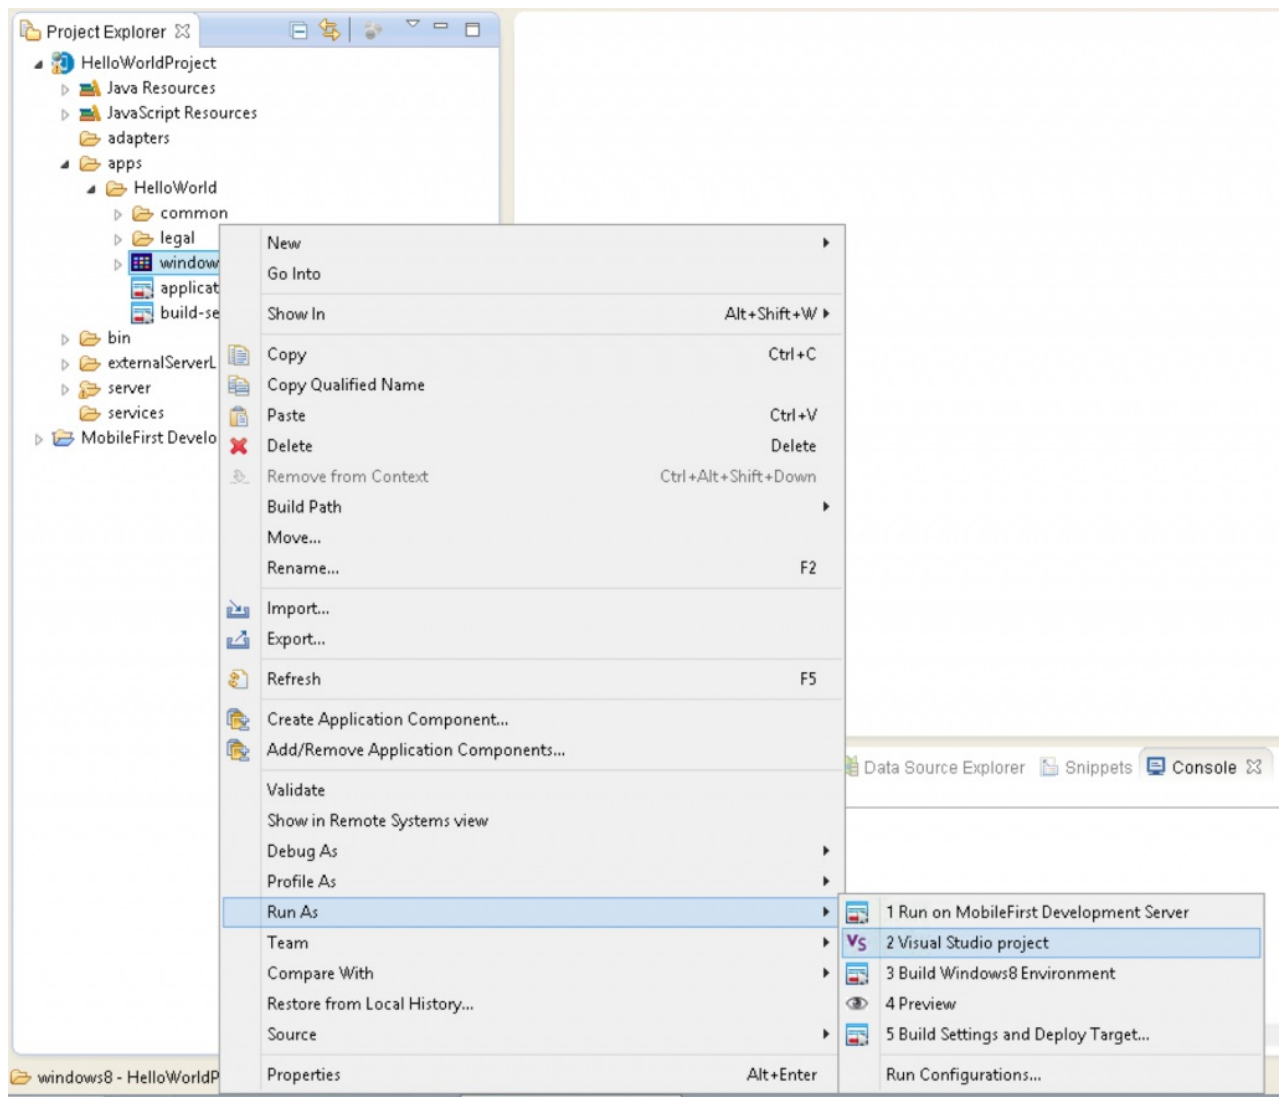 Project Explorer
HelloWorldProject
Java Resources
JavaScript Resources
adapters
apps
HelloWorld
common
legal
window
applicat
build-se
bin
externalServerL
server
services
MobileFirst Develo
windows8 - HelloWorldP
New
Go Into
Show In Alt+Shift+W
Copy Ctrl+C
Copy Qualified Name
Paste Ctrl+V
Delete Delete
Remove from Context Ctrl+Alt+Shift+Down
Build Path
Move...
Rename... F2
Import...
Export...
Refresh F5
Create Application Component...
Add/Remove Application Components...
Validate
Show in Remote Systems view
Debug As
Profile As
Run As
Team
Compare With
Restore from Local History...
Source
Properties Alt+Enter
Data Source Explorer Snippets Console
1 Run on MobileFirst Development Server
VS 2 Visual Studio project
3 Build Windows8 Environment
4 Preview
5 Build Settings and Deploy Target...
Run Configurations...